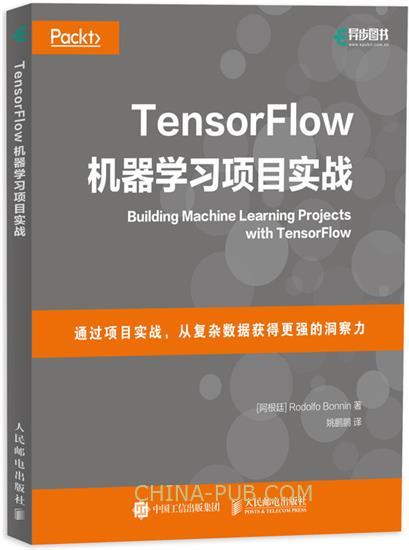 Packt>
异步图书
www.epubit.com.cn
TensorFlow
机器学习项目实战
Building Machine Learning Projects
with TensorFlow
通过项目实战，从复杂数据获得更强的洞察力
[阿根廷] Rodolfo Bonnin 著
姚鹏鹏 译
CHINA-PUB.COM
中国工信出版集团
人民邮电出版社
TensorFlow 机器学习项目实战
人民邮电出版社